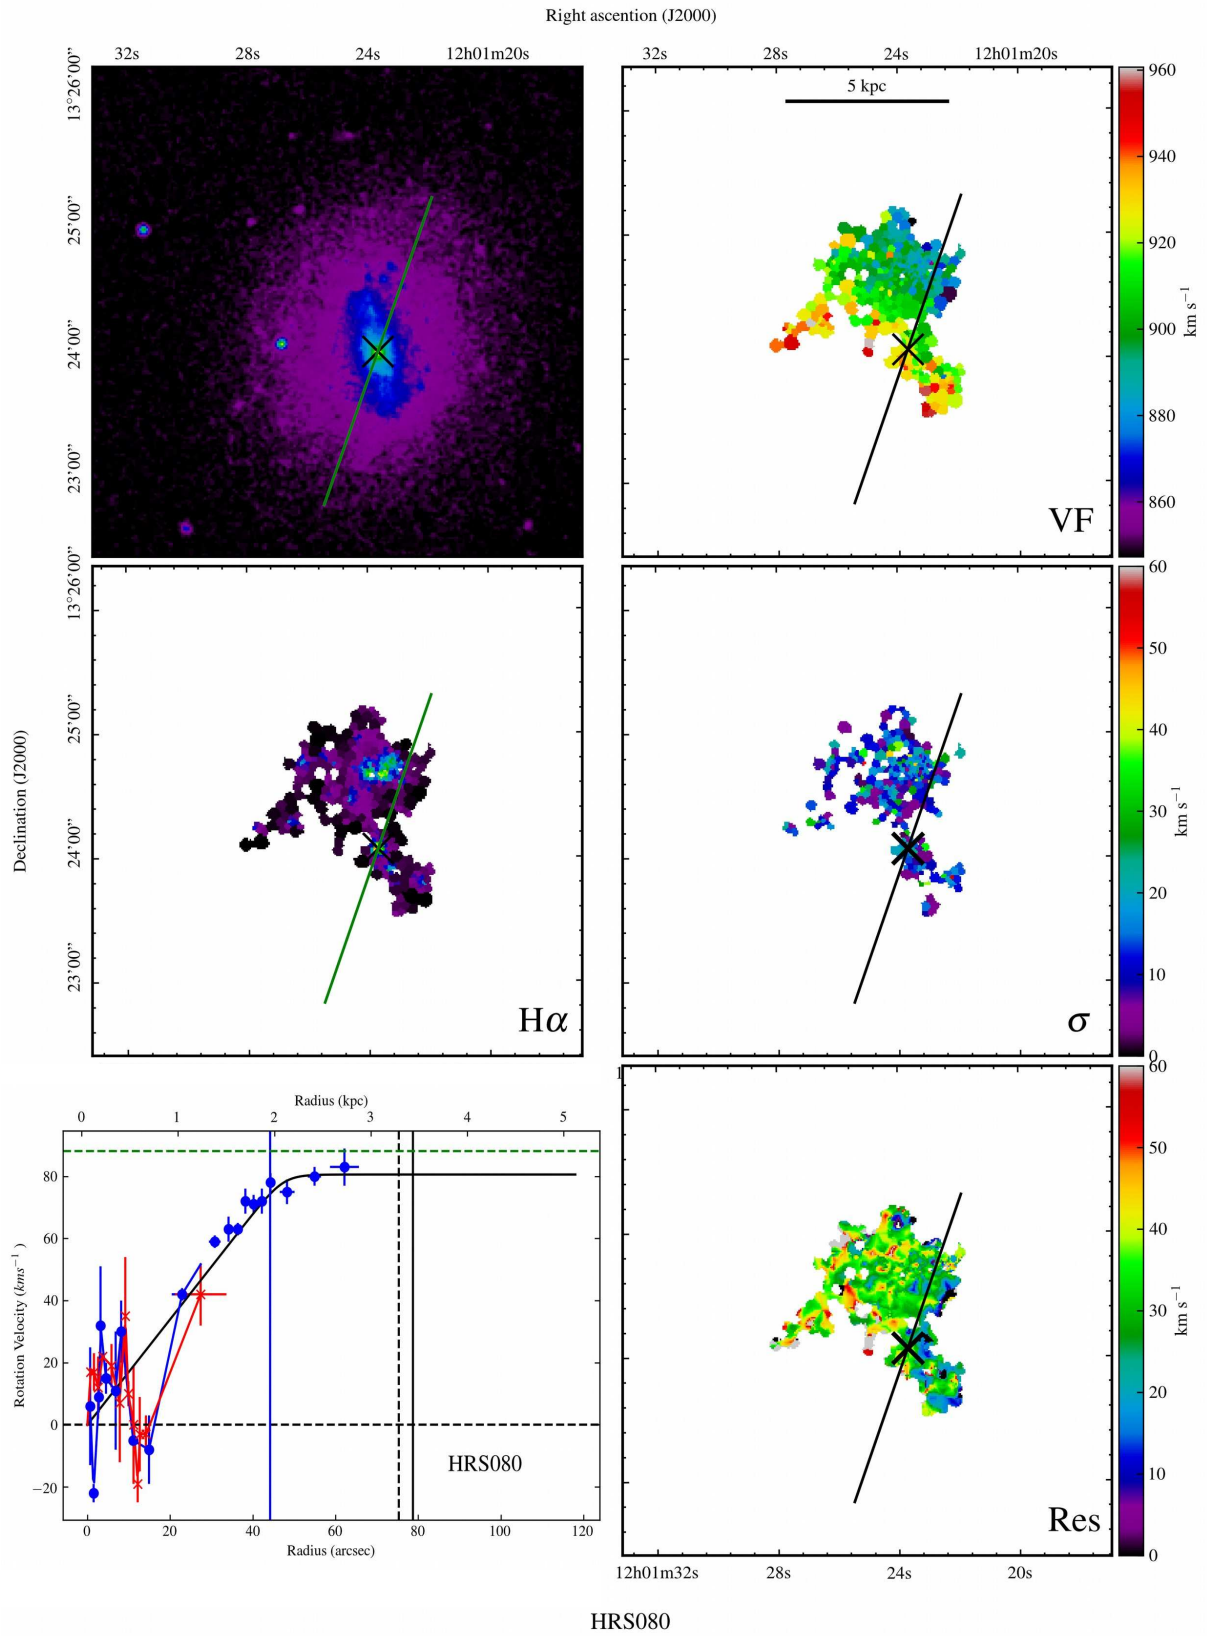 Right ascention (J2000)
32s 28s 24s 12h01m20s
32s 28s 24s 12h01m20s
13°26'00"
25'00"
24'00"
23'00"
5 kpc
VF
960
940
920
900
880
860
km s−1
Declination (J2000)
13°26'00"
25'00"
24'00"
23'00"
Hα
σ
60
50
40
30
20
10
0
km s−1
Radius (kpc)
0 1 2 3 4 5
Rotation Velocity (kms−1 )
80
60
40
20
0
−20
HRS080
0 20 40 60 80 100 120
Radius (arcsec)
Res
60
50
40
30
20
10
0
km s−1
12h01m32s 28s 24s 20s
HRS080